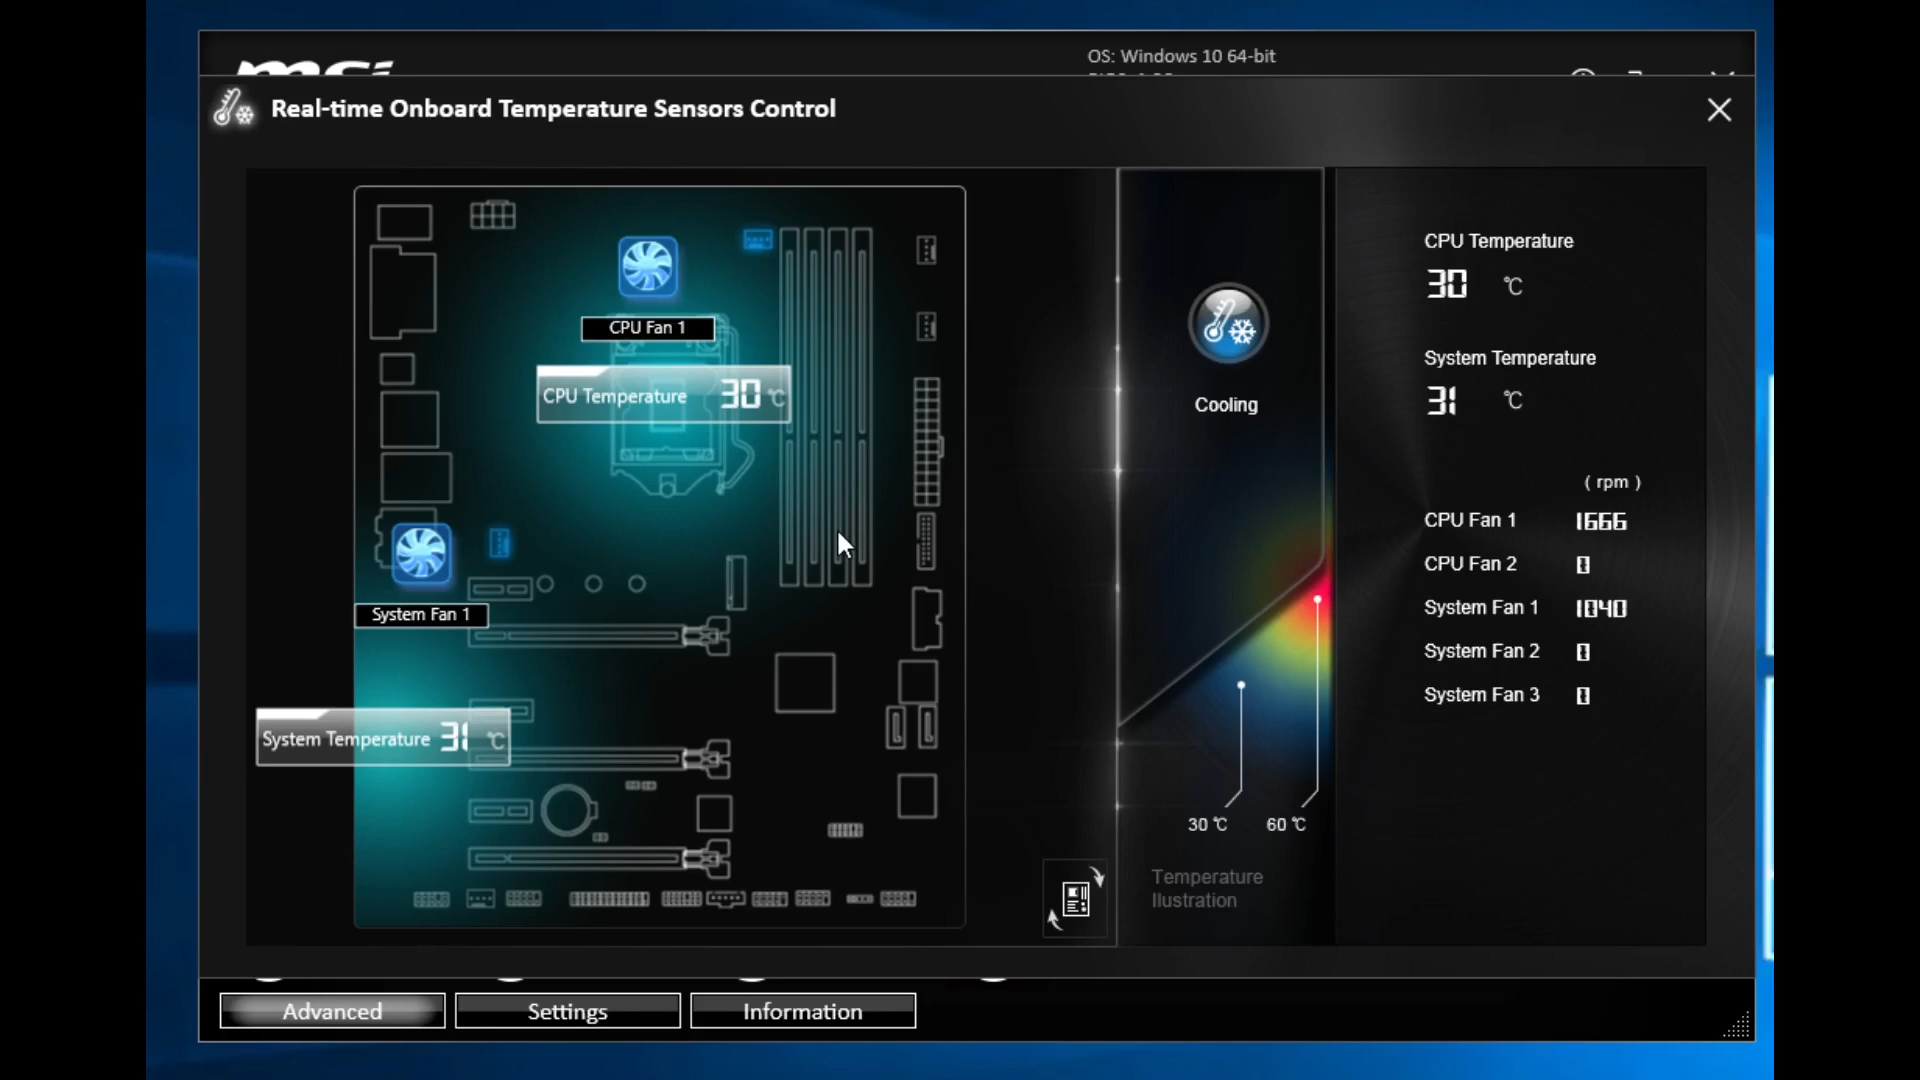 msi
OS: Windows 10 64-bit
Real-time Onboard Temperature Sensors Control
CPU Fan 1
CPU Temperature 30 ℃
System Fan 1
System Temperature 31 ℃
Cooling
30 ℃
60 ℃
Temperature
Ilustration
CPU Temperature
30 ℃
System Temperature
31 ℃
( rpm )
CPU Fan 1 1666
CPU Fan 2 0
System Fan 1 1040
System Fan 2 0
System Fan 3 0
Advanced
Settings
Information